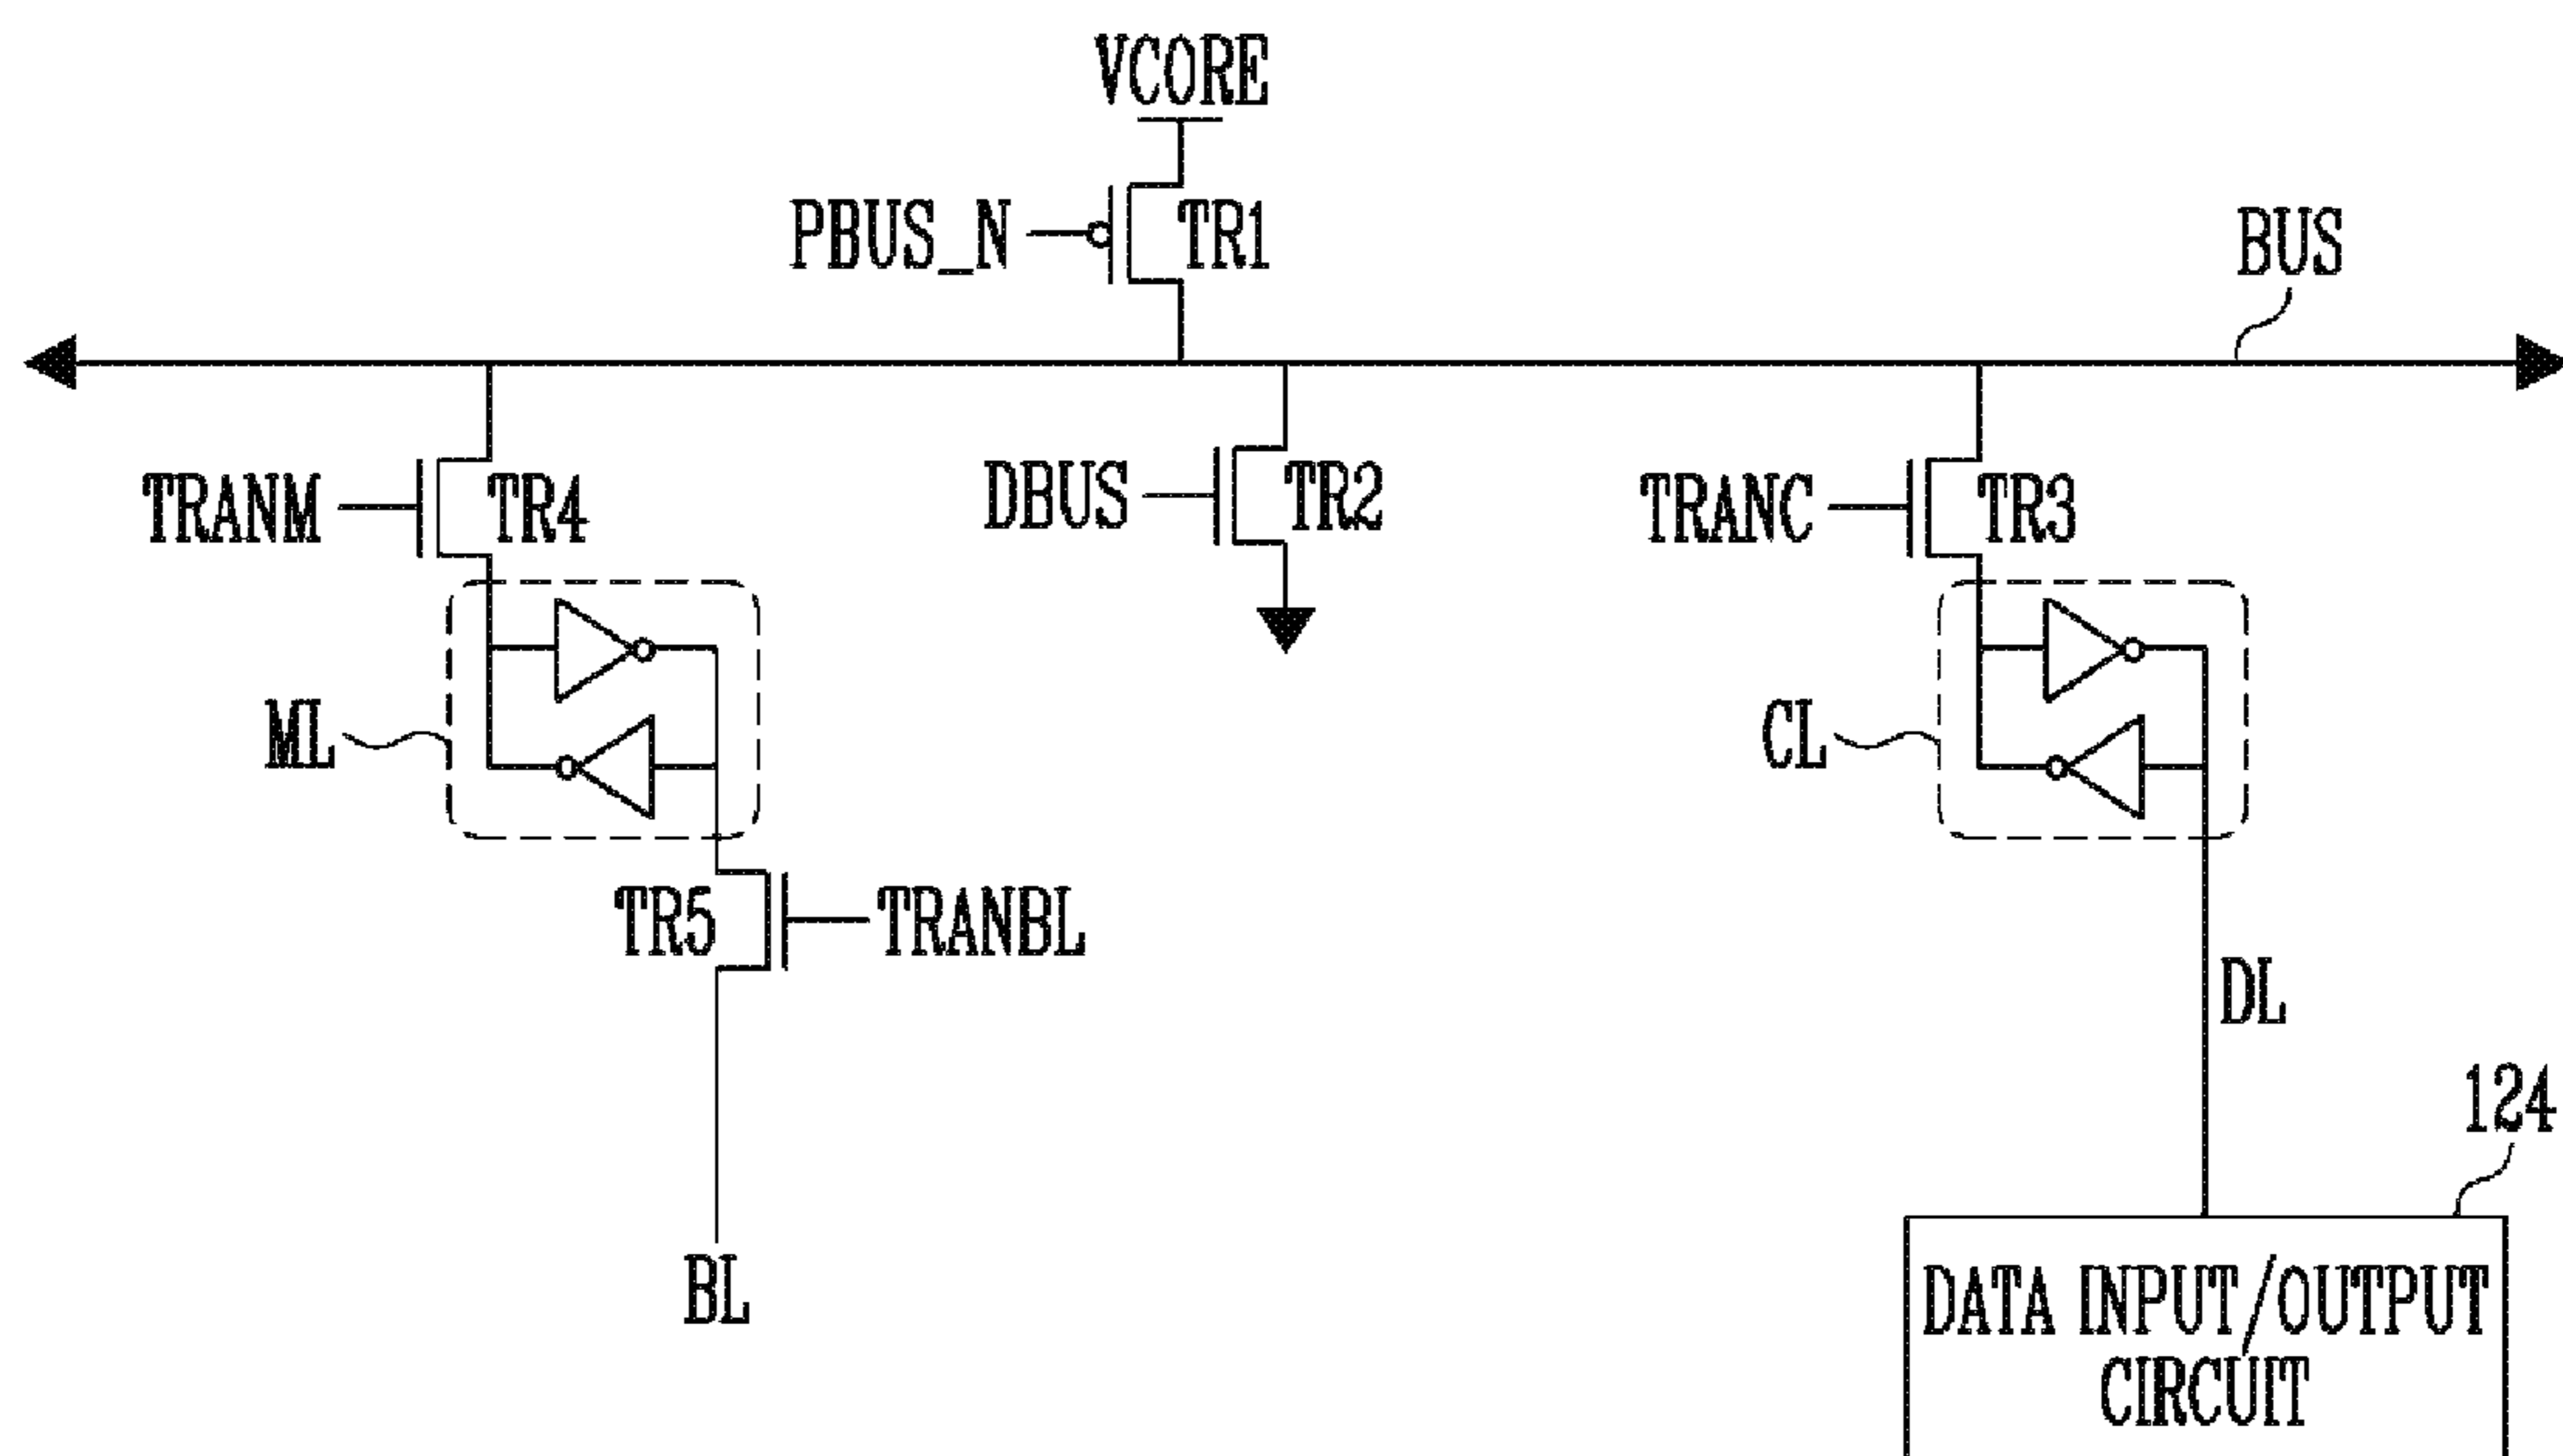 VCORE
PBUS_N
TR1
BUS
TRANM
TR4
DBUS
TR2
TRANC
TR3
ML
CL
TR5
TRANBL
DL
124
BL
DATA INPUT/OUTPUT
CIRCUIT